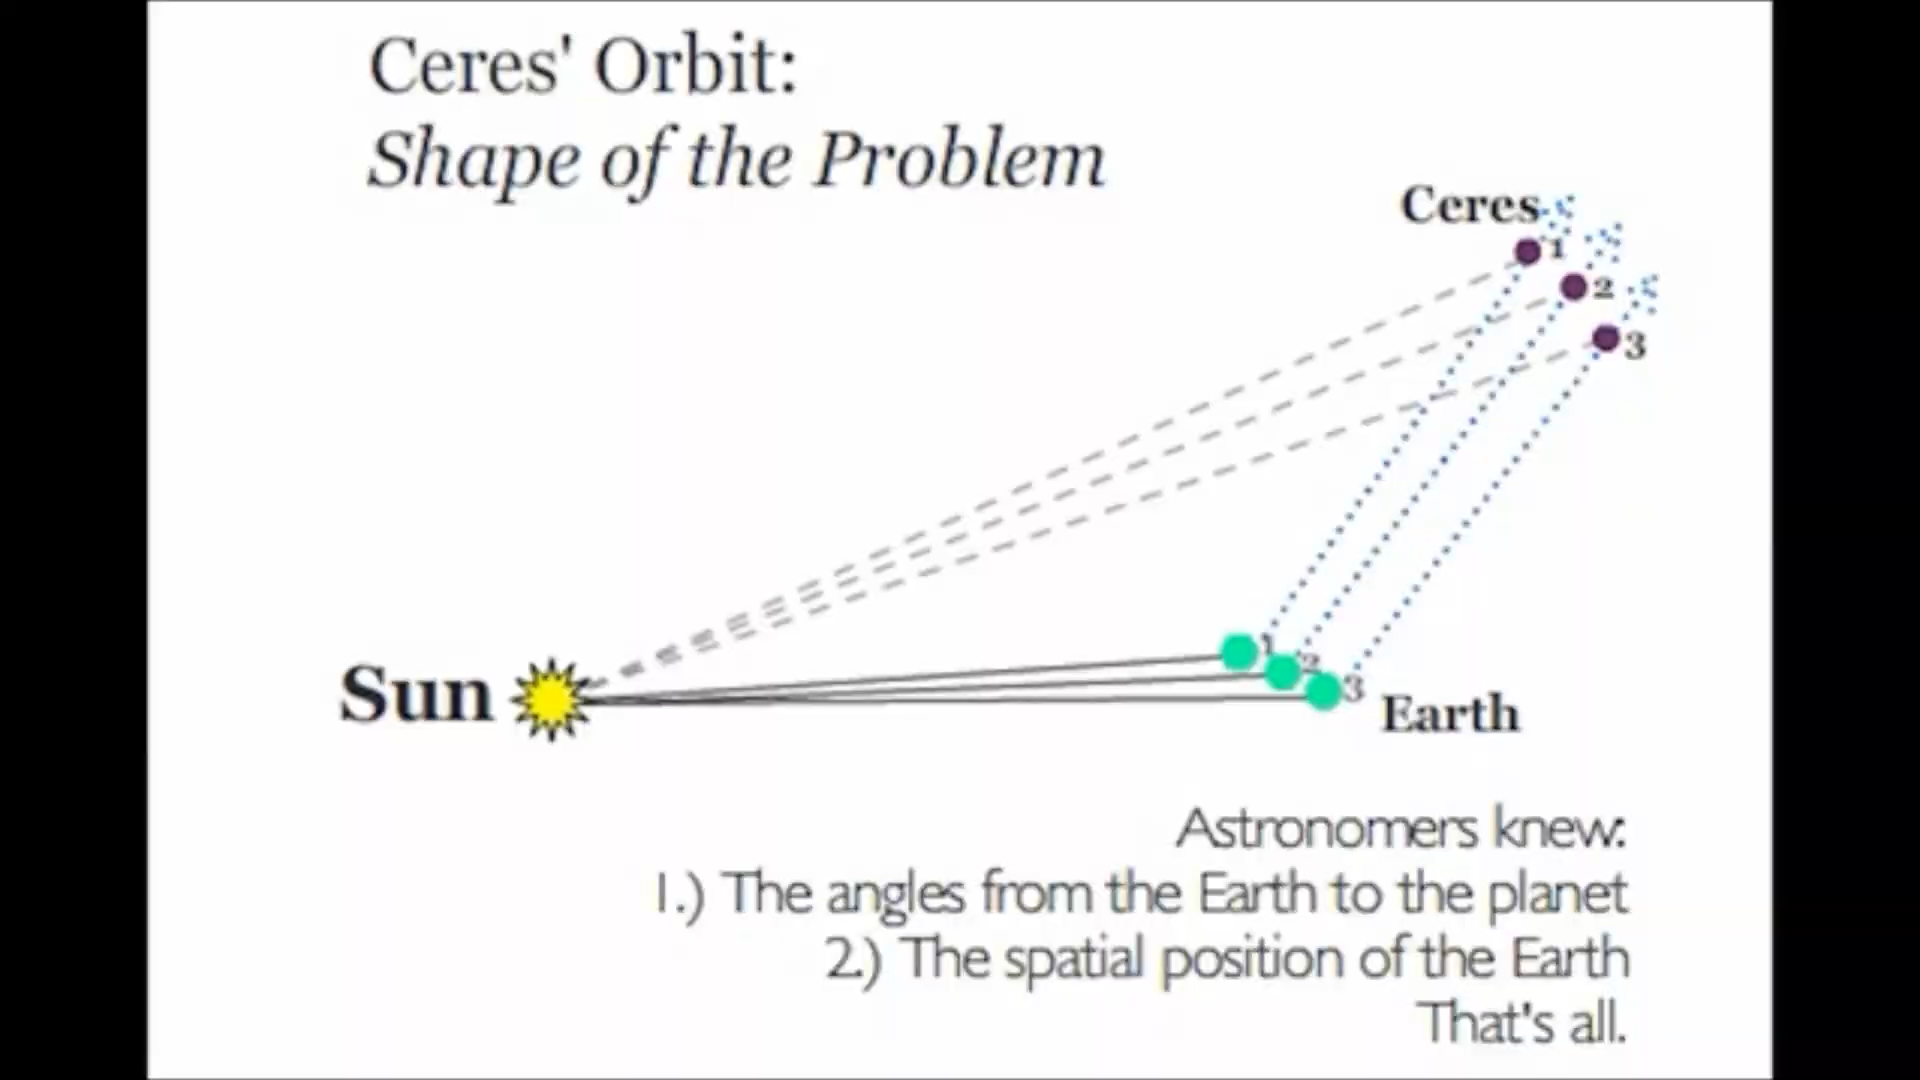 Ceres' Orbit:
Shape of the Problem
Ceres
1
2
3
1
2
3
Sun
Earth
Astronomers knew:
1.) The angles from the Earth to the planet
2.) The spatial position of the Earth
That's all.